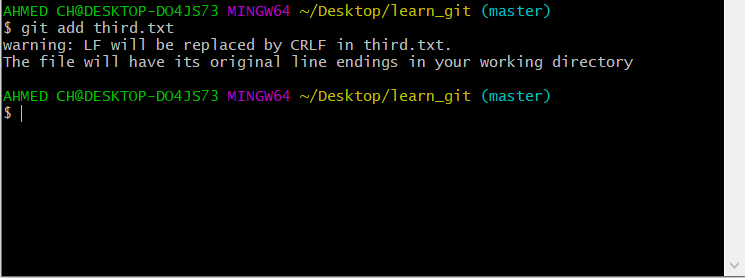 AHMED CH@DESKTOP-DO4JS73 MINGW64 ~/Desktop/learn_git (master)
$ git add third.txt
warning: LF will be replaced by CRLF in third.txt.
The file will have its original line endings in your working directory
AHMED CH@DESKTOP-DO4JS73 MINGW64 ~/Desktop/learn_git (master)
$